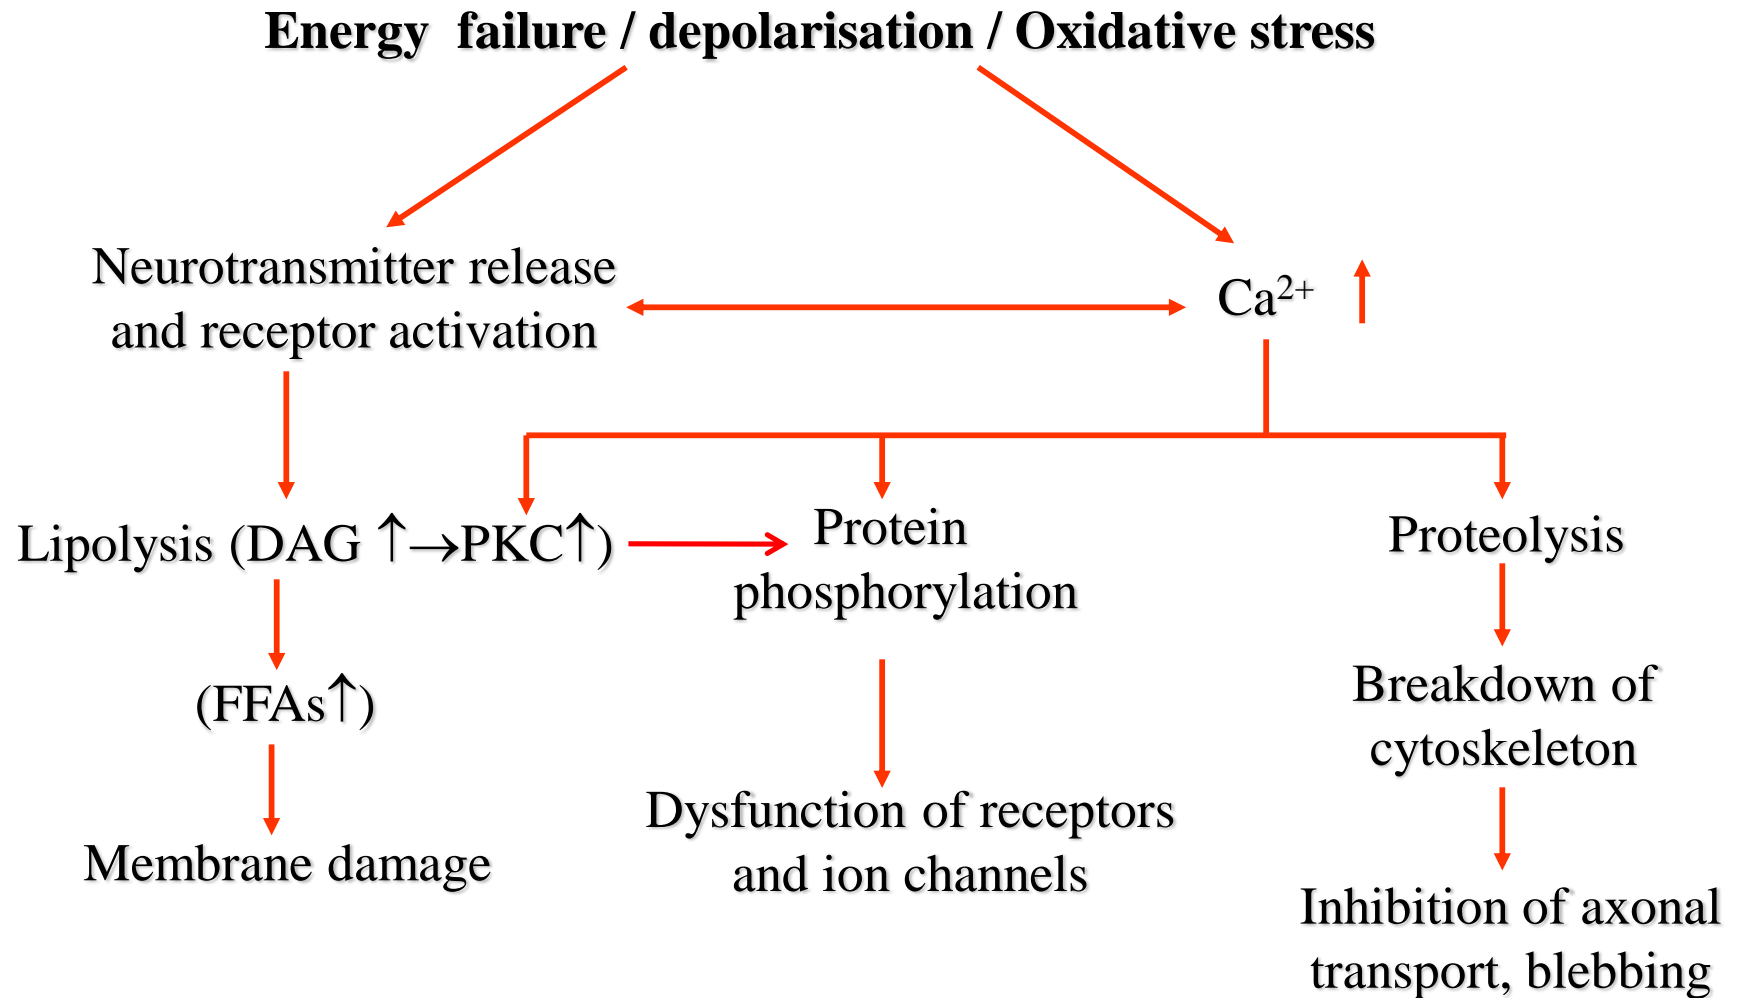 Energy  failure / depolarisation / Oxidative stress
Neurotransmitter release
and receptor activation
Ca²⁺
Lipolysis (DAG ↑→PKC↑)
Protein
phosphorylation
Proteolysis
(FFAs↑)
Breakdown of
cytoskeleton
Membrane damage
Dysfunction of receptors
and ion channels
Inhibition of axonal
transport, blebbing